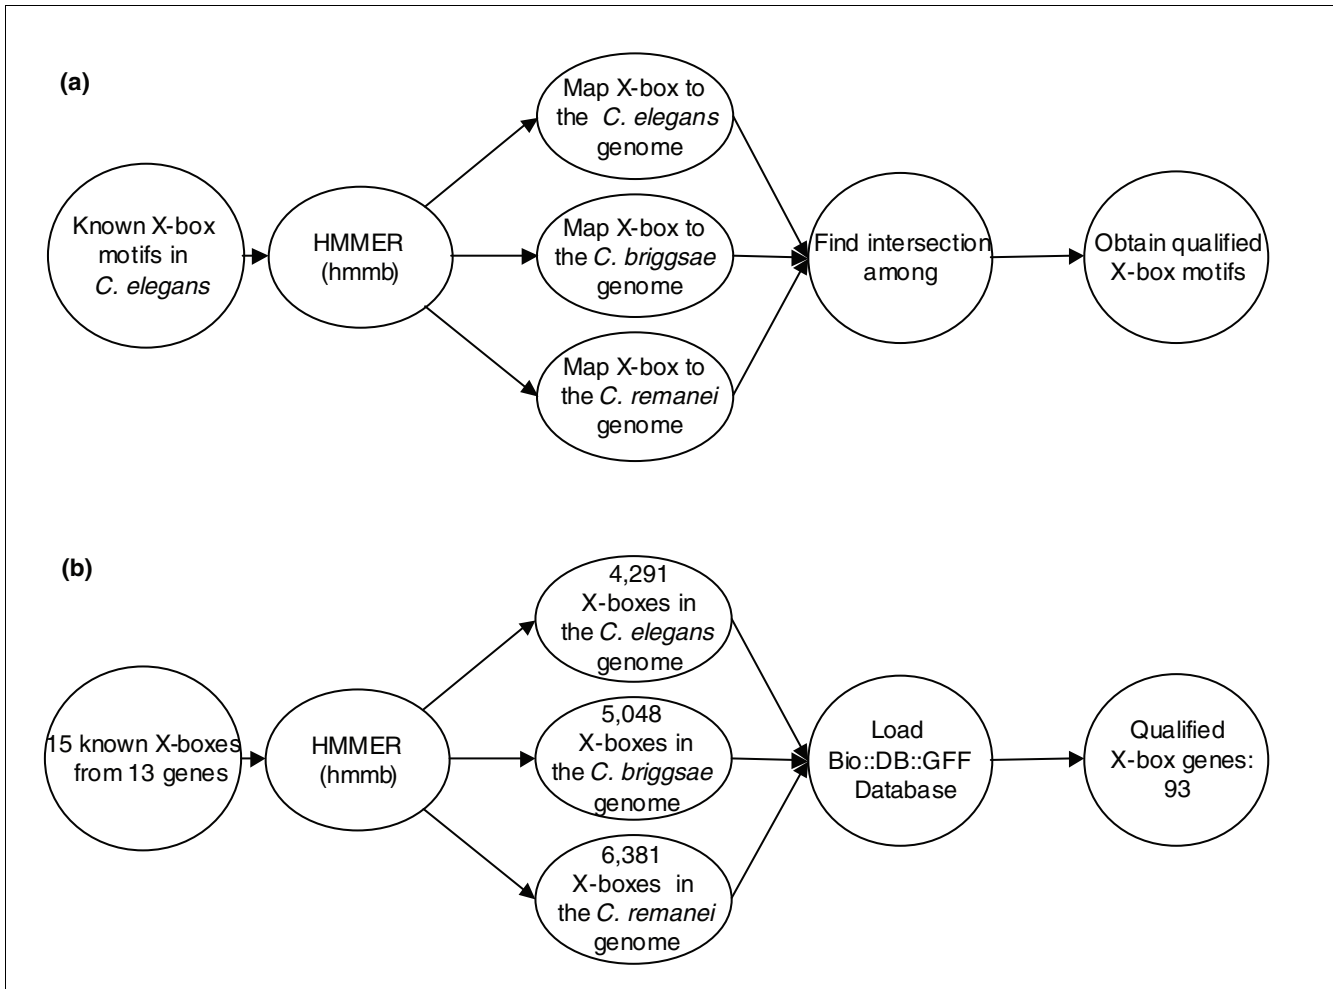 (a)
Known X-box
motifs in
C. elegans
HMMER
(hmmb)
Map X-box to
the C. elegans
genome
Map X-box to
the C. briggsae
genome
Map X-box to
the C. remanei
genome
Find intersection
among
Obtain qualified
X-box motifs
(b)
15 known X-boxes
from 13 genes
HMMER
(hmmb)
4,291
X-boxes in
the C. elegans
genome
5,048
X-boxes in
the C. briggsae
genome
6,381
X-boxes in
the C. remanei
genome
Load
Bio::DB::GFF
Database
Qualified
X-box genes:
93